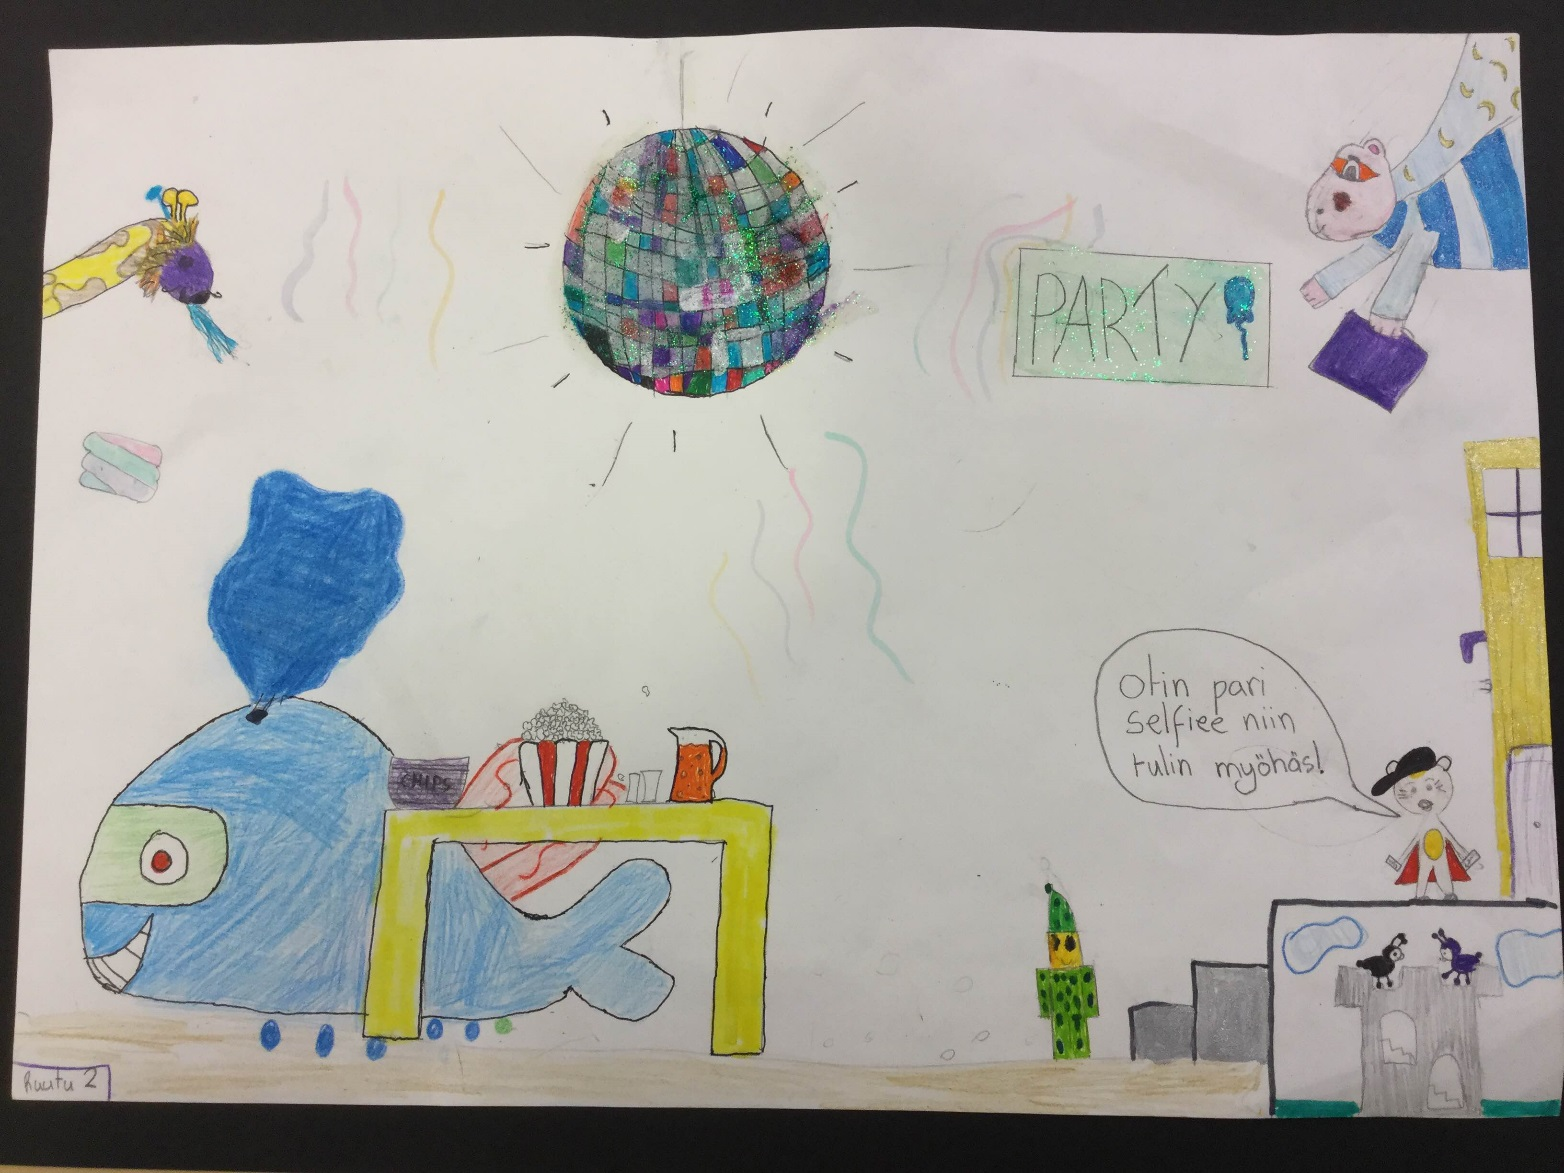 PARTY
Otin pari
selfiee niin
tulin myöhäs!
CHIPS
Ruutu 2